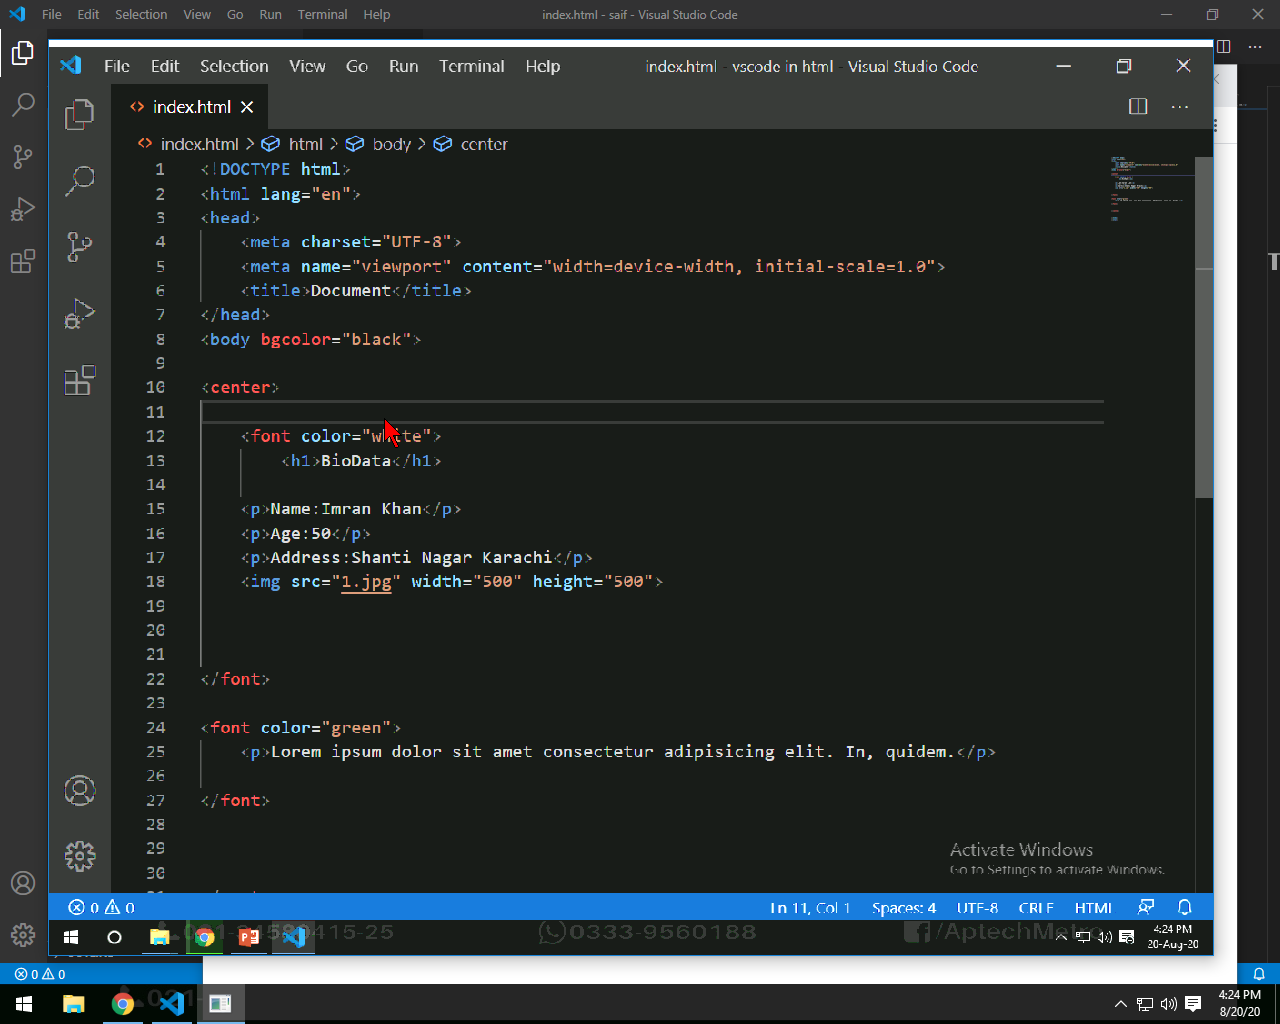 File Edit Selection View Go Run Terminal Help index.html - saif - Visual Studio Code
File Edit Selection View Go Run Terminal Help index.html - vscode in html - Visual Studio Code
index.html
index.html > html > body > center
1 <!DOCTYPE html>
2 <html lang="en">
3 <head>
4 <meta charset="UTF-8">
5 <meta name="viewport" content="width=device-width, initial-scale=1.0">
6 <title>Document</title>
7 </head>
8 <body bgcolor="black">
9
10 <center>
11
12 <font color="white">
13 <h1>BioData</h1>
14
15 <p>Name:Imran Khan</p>
16 <p>Age:50</p>
17 <p>Address:Shanti Nagar Karachi</p>
18 <img src="1.jpg" width="500" height="500">
19
20
21
22 </font>
23
24 <font color="green">
25 <p>Lorem ipsum dolor sit amet consectetur adipisicing elit. In, quidem.</p>
26
27 </font>
28
29
30
Activate Windows
Go to Settings to activate Windows.
0 0 Ln 11, Col 1 Spaces: 4 UTF-8 CRLF HTML
0333-9560188 /AptechMetro
4:24 PM
20-Aug-20
0 0
4:24 PM
8/20/20